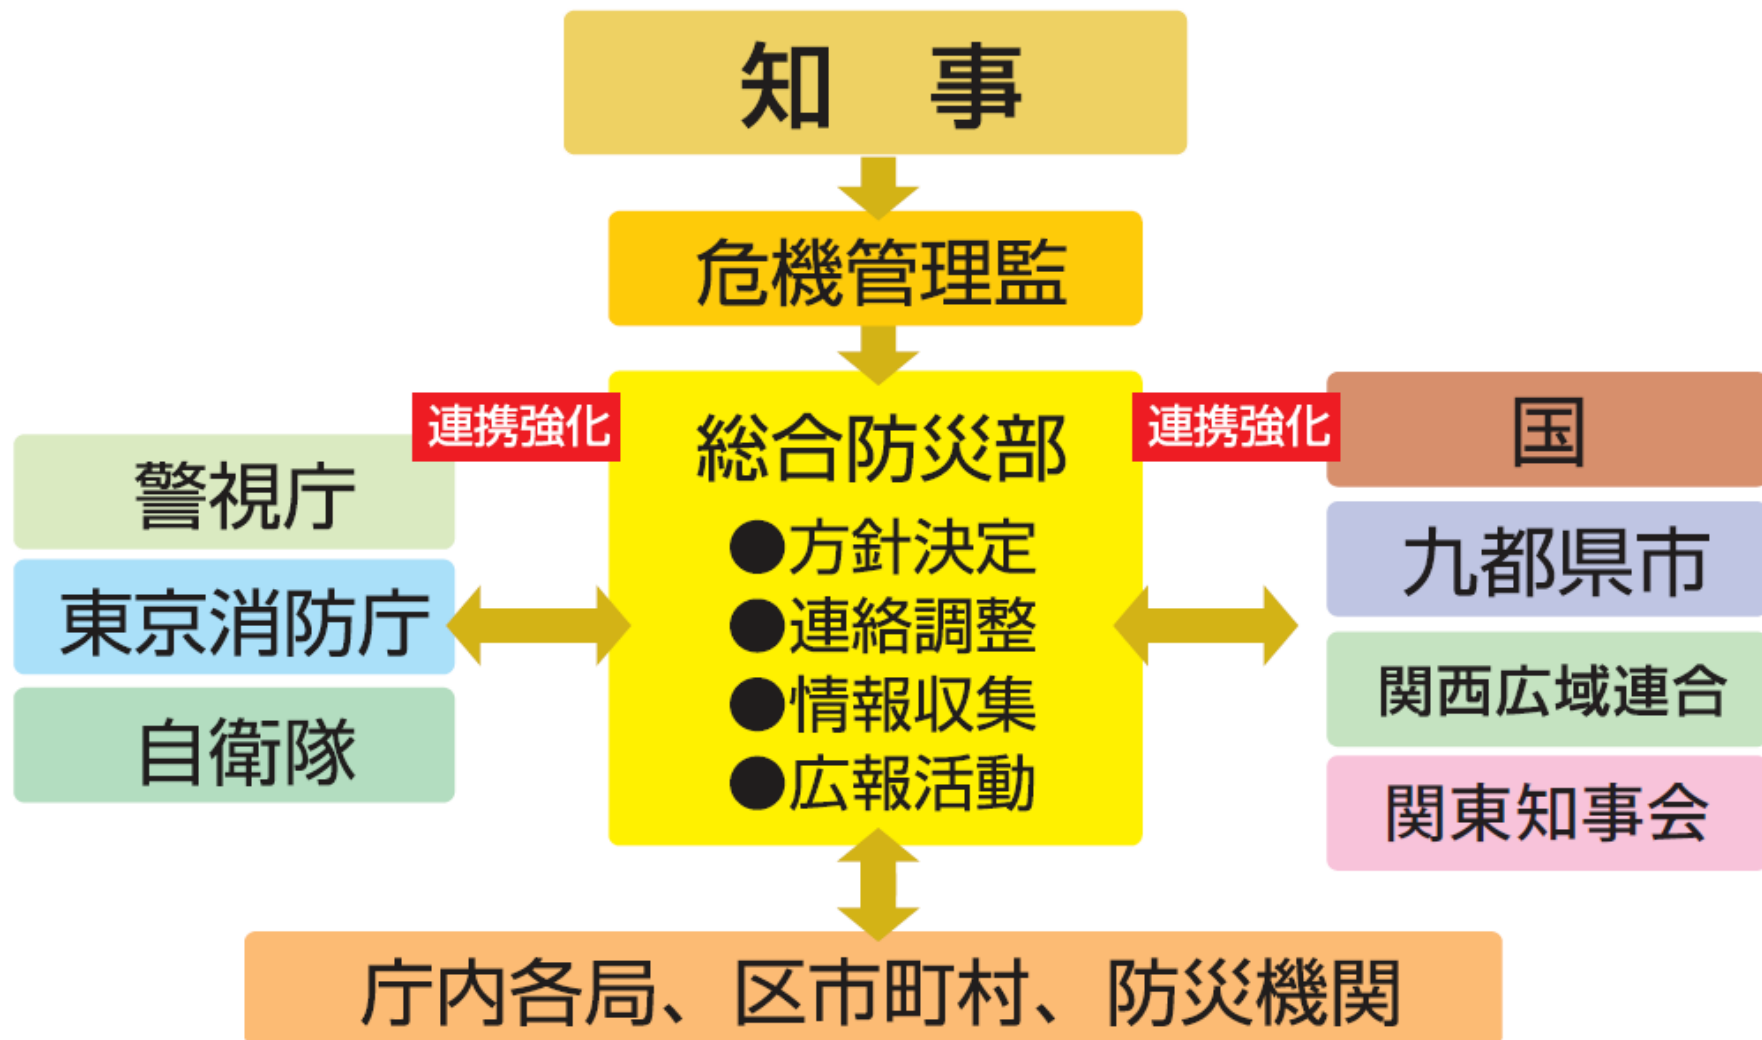 知　事
危機管理監
連携強化
総合防災部
●方針決定
●連絡調整
●情報収集
●広報活動
連携強化
警視庁
東京消防庁
自衛隊
国
九都県市
関西広域連合
関東知事会
庁内各局、区市町村、防災機関